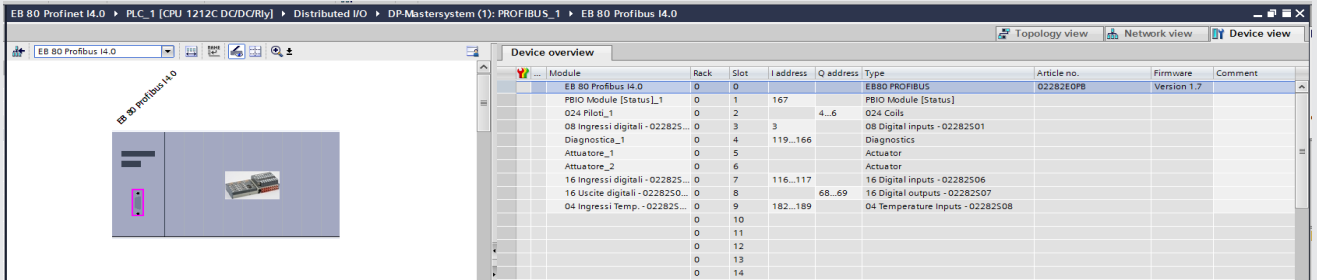 EB 80 Profinet I4.0 ▸ PLC_1 [CPU 1212C DC/DC/Rly] ▸ Distributed I/O ▸ DP-Mastersystem (1): PROFIBUS_1 ▸ EB 80 Profibus I4.0
Topology view Network view Device view
EB 80 Profibus I4.0
EB 80 Profibus I4.0
Device overview
... Module Rack Slot I address Q address Type Article no. Firmware Comment
EB 80 Profibus I4.0 0 0 EB80 PROFIBUS 02282E0PB Version 1.7
PBIO Module [Status]_1 0 1 167 PBIO Module [Status]
024 Piloti_1 0 2 4...6 024 Coils
08 Ingressi digitali - 02282S... 0 3 3 08 Digital inputs - 02282S01
Diagnostica_1 0 4 119...166 Diagnostics
Attuatore_1 0 5 Actuator
Attuatore_2 0 6 Actuator
16 Ingressi digitali - 02282S... 0 7 116...117 16 Digital inputs - 02282S06
16 Uscite digitali - 02282S0... 0 8 68...69 16 Digital outputs - 02282S07
04 Ingressi Temp. - 02282S... 0 9 182...189 04 Temperature Inputs - 02282S08
0 10
0 11
0 12
0 13
0 14